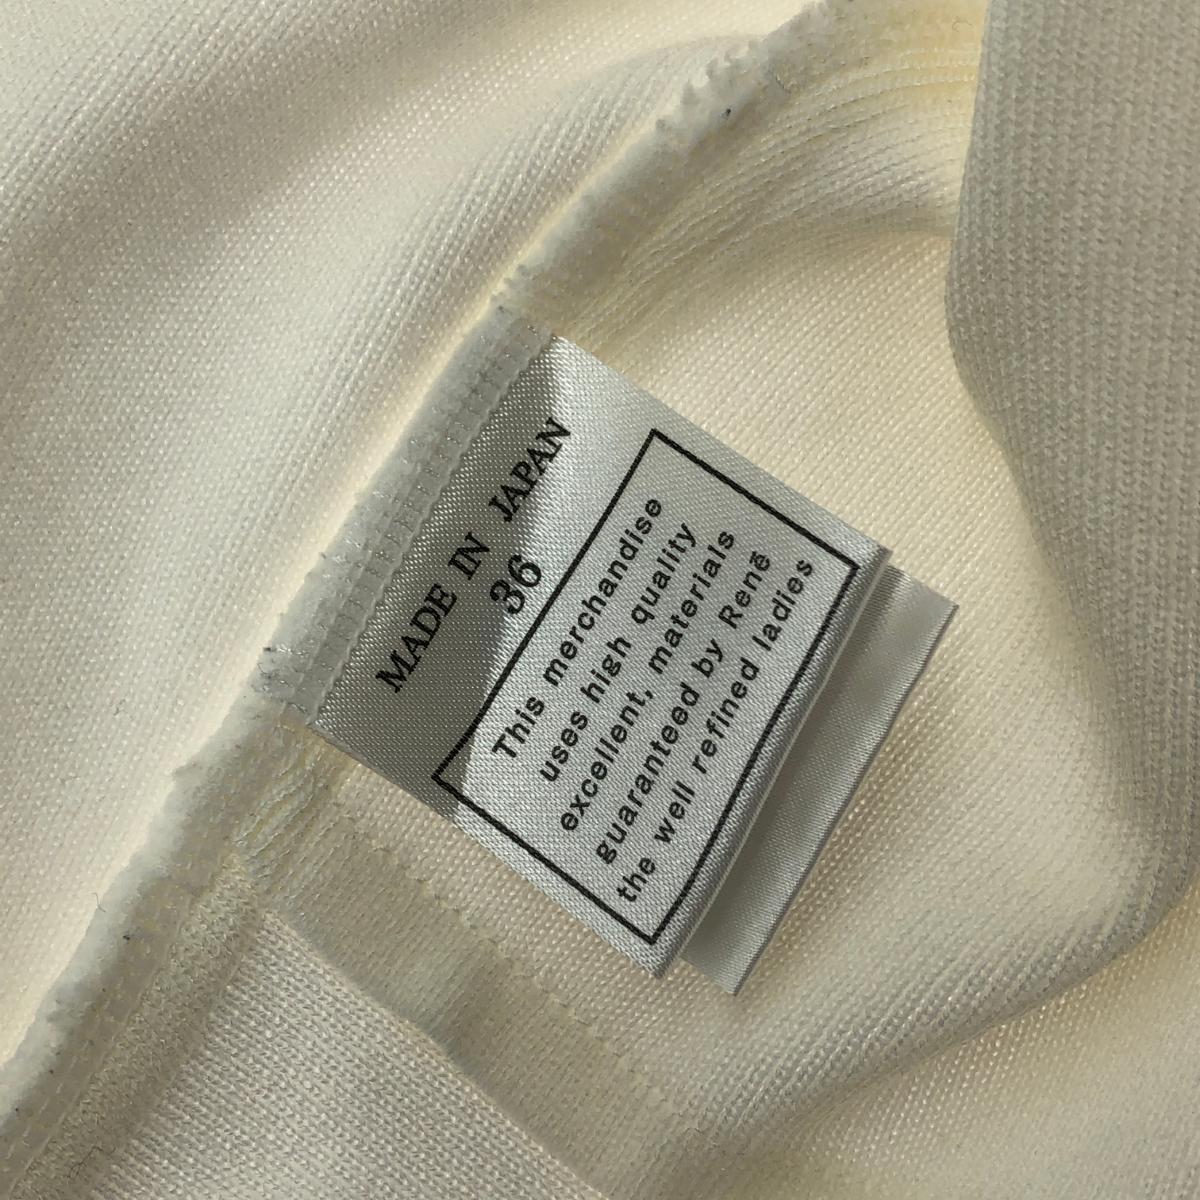 MADE IN JAPAN
36
This merchandise
uses high quality
excellent, materials
guaranteed by Renē
the well refined ladies